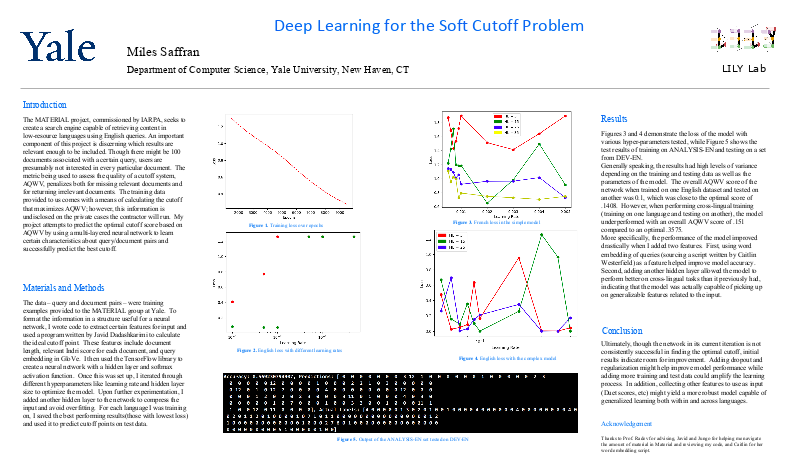 Deep Learning for the Soft Cutoff Problem
Yale
Miles Saffran
Department of Computer Science, Yale University, New Haven, CT
LILY
LILY Lab
Introduction
The MATERIAL project, commissioned by IARPA, seeks to
create a search engine capable of retrieving content in
low-resource languages using English queries. An important
component of this project is discerning which results are
relevant enough to be included. Though there might be 100
documents associated with a certain query, users are
presumably not interested in every particular document. The
metric being used to assess the quality of a cutoff system,
AQWV, penalizes both for missing relevant documents and
for returning irrelevant documents. The training data
provided to us comes with a means of calculating the cutoff
that maximizes AQWV; however, this information is
undisclosed on the private cases the contractor will run. My
project attempts to predict the optimal cutoff score based on
AQWV by using a multi-layered neural network to learn
certain characteristics about query/document pairs and
successfully predict the best cutoff.
Materials and Methods
The data – query and document pairs – were training
examples provided to the MATERIAL group at Yale. To
format the information in a structure useful for a neural
network, I wrote code to extract certain features for input and
used a program written by Javid Dadashkarimi to calculate
the ideal cutoff point. These features include document
length, relevant Indri score for each document, and query
embedding in GloVe. I then used the TensorFlow library to
create a neural network with a hidden layer and softmax
activation function. Once this was set up, I iterated through
different hyperparameters like learning rate and hidden layer
size to optimize the model. Upon further experimentation, I
added another hidden layer to the network to compress the
input and avoid overfitting. For each language I was training
on, I saved the best performing results (those with lowest loss)
and used it to predict cutoff points on test data.
Figure 1. Training loss over epochs
Figure 2. English loss with different learning rates
Figure 3. French loss in the simple model
Learning Rate
Figure 4. English loss with the complex model
Learning Rate
Figure 5. Output of the ANALYSIS-EN set tested on DEV-EN
Results
Figures 3 and 4 demonstrate the loss of the model with
various hyper-parameters tested, while Figure 5 shows the
test results of training on ANALYSIS-EN and testing on a set
from DEV-EN.
Generally speaking, the results had high levels of variance
depending on the training and testing data as well as the
parameters of the model. The overall AQWV score of the
network when trained on one English dataset and tested on
another was 0.1, which was close to the optimal score of
.1408. However, when performing cross-lingual training
(training on one language and testing on another), the model
underperformed with an overall AQWV score of .151
compared to an optimal .3575.
More specifically, the performance of the model improved
drastically when I added two features. First, using word
embedding of queries (sourcing a script written by Caitlin
Westerfield) as a feature helped improve model accuracy.
Second, adding another hidden layer allowed the model to
perform better on cross-lingual tasks than it previously had,
indicating that the model was actually capable of picking up
on generalizable features related to the input.
Conclusion
Ultimately, though the network in its current iteration is not
consistently successful in finding the optimal cutoff, initial
results indicate room for improvement. Adding dropout and
regularization might help improve model performance while
adding more training and test data could simplify the learning
process. In addition, collecting other features to use as input
(Duet scores, etc) might yield a more robust model capable of
generalized learning both within and across languages.
Acknowledgement
Thanks to Prof. Radev for advising, Javid and Jungo for helping me navigate
the amount of material in Material and reviewing my code, and Caitlin for her
word embedding script.